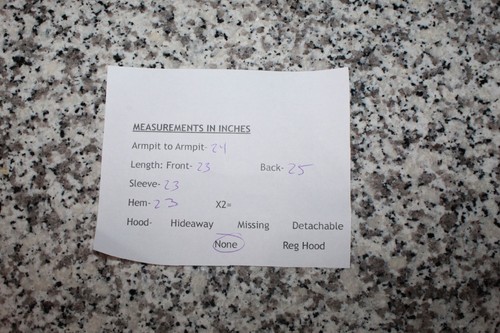 MEASUREMENTS IN INCHES
Armpit to Armpit- 24
Length: Front- 23 Back- 25
Sleeve- 23
Hem- 23 X2=
Hood- Hideaway Missing Detachable
None Reg Hood